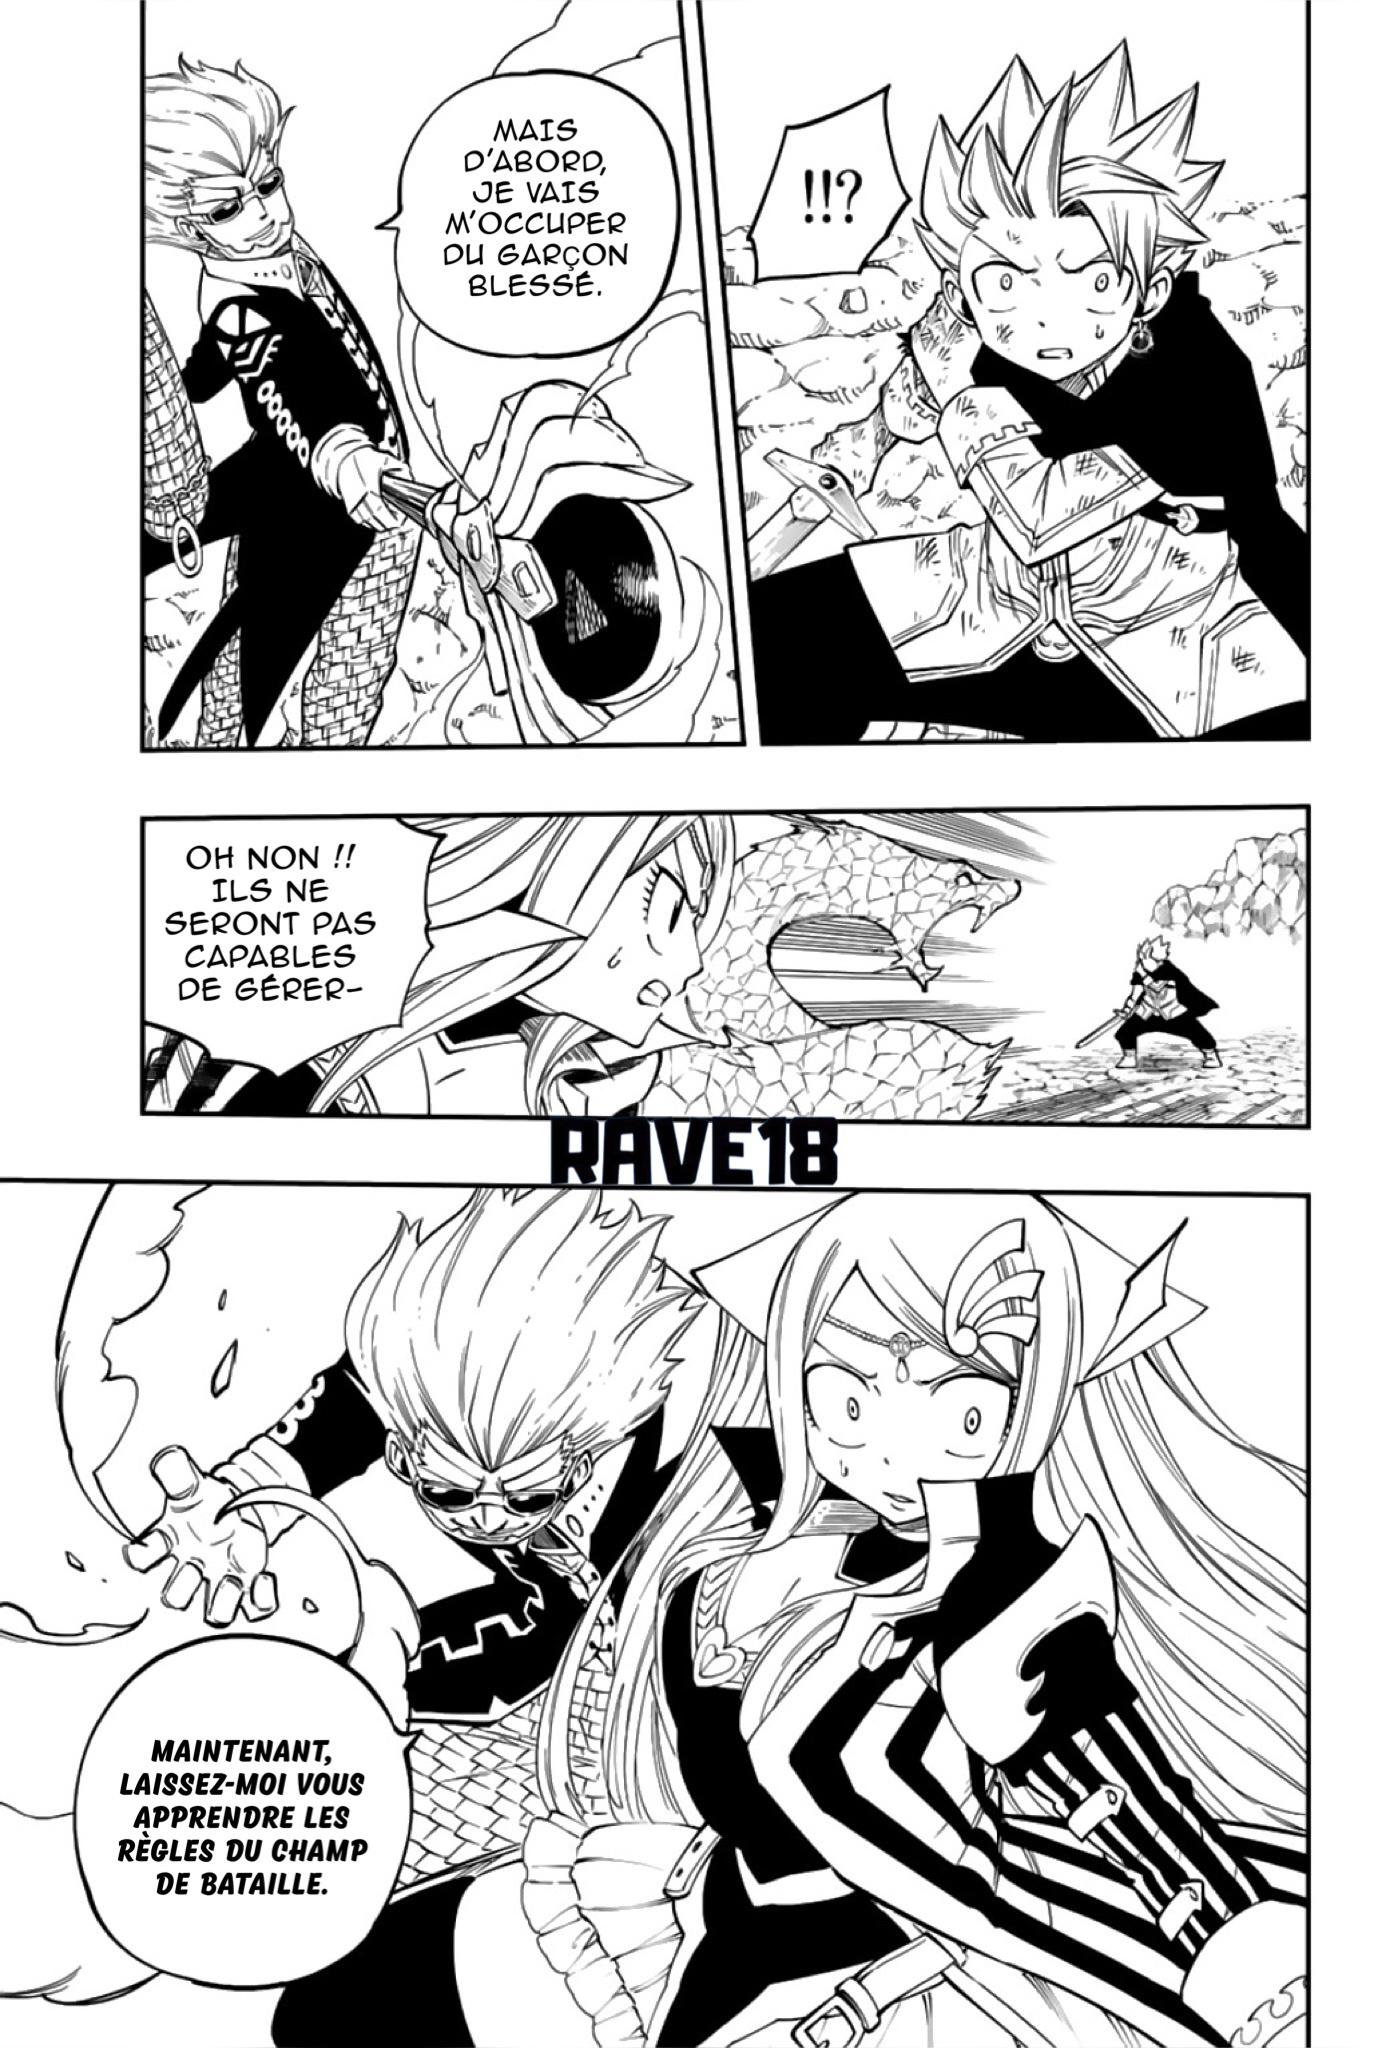 !!?
MAIS
D'ABORD,
JE VAIS
M'OCCUPER
DU GARÇON
BLESSÉ.
OH NON !!
ILS NE
SERONT PAS
CAPABLES
DE GÉRER-
RAVE18
MAINTENANT,
LAISSEZ-MOI VOUS
APPRENDRE LES
RÈGLES DU CHAMP
DE BATAILLE.